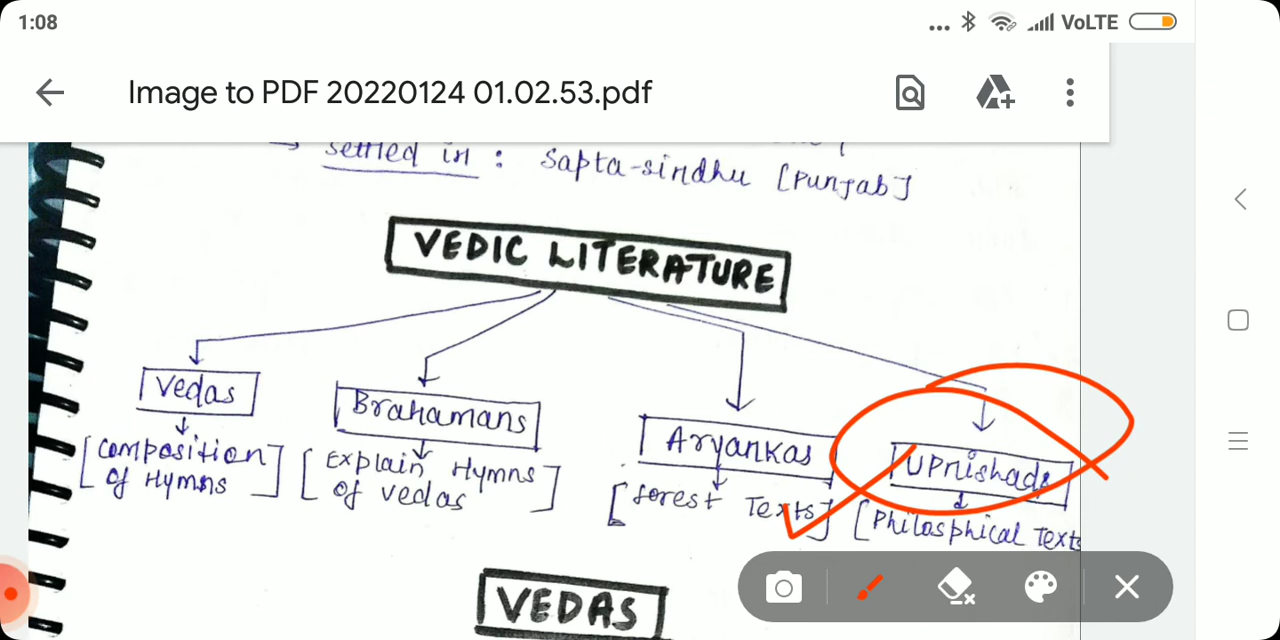 1:08
VoLTE
Image to PDF 20220124 01.02.53.pdf
settled in : Sapta-sindhu [Punjab]
VEDIC LITERATURE
Vedas
Brahamans
Aryankas
UPnishads
[composition of Hymns]
[Explain Hymns of vedas]
[forest Texts]
[Philosphical Texts
VEDAS